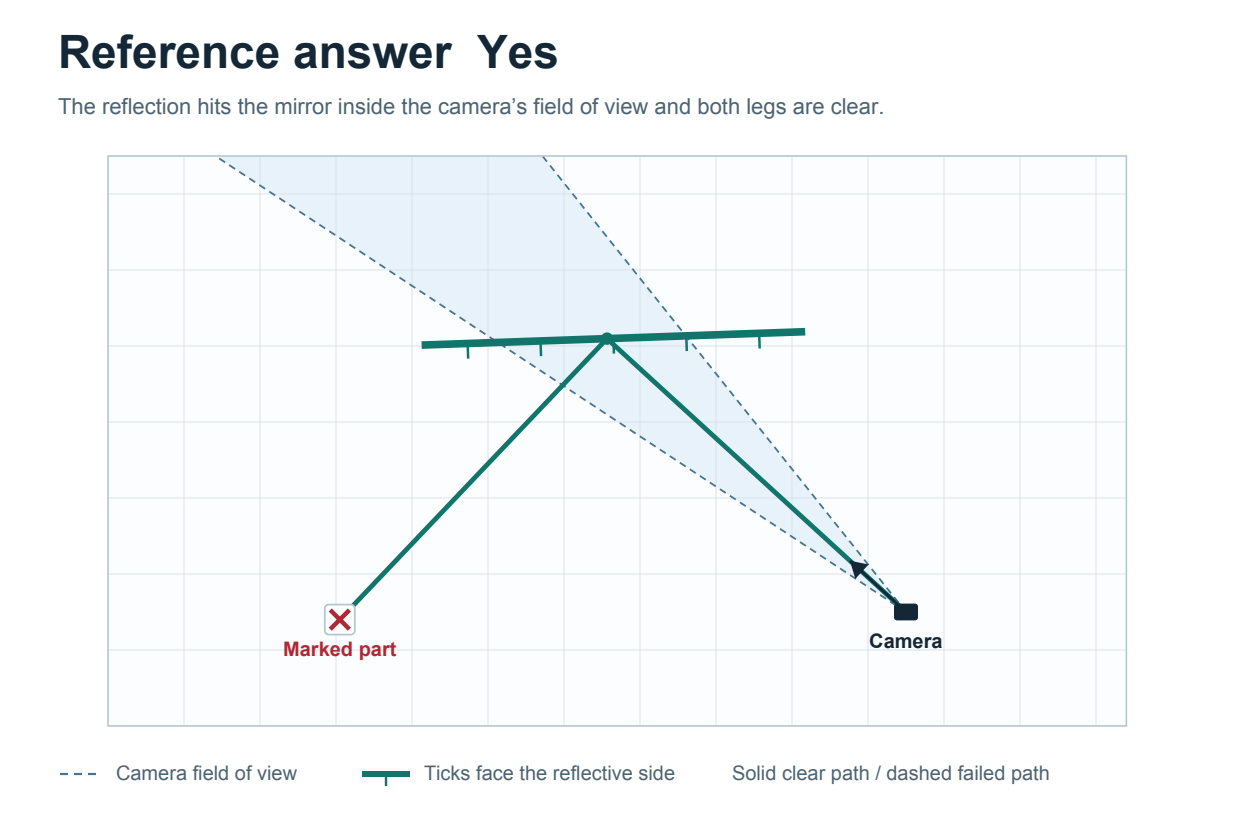 Reference answer  Yes
The reflection hits the mirror inside the camera’s field of view and both legs are clear.
Marked part
Camera
Camera field of view
Ticks face the reflective side
Solid clear path / dashed failed path